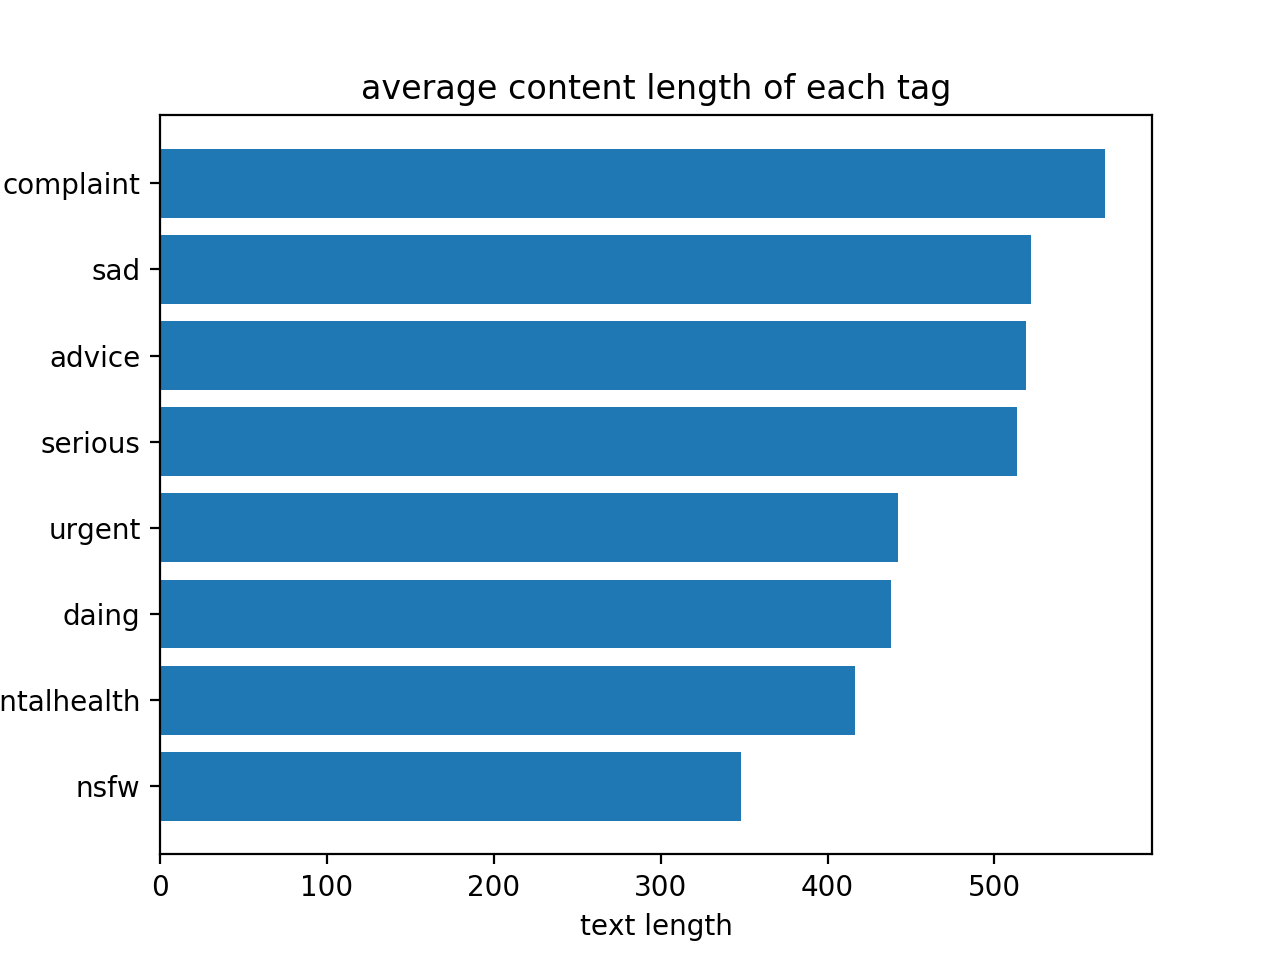 average content length of each tag
complaint
sad
advice
serious
urgent
daing
ntalhealth
nsfw
0 100 200 300 400 500
text length